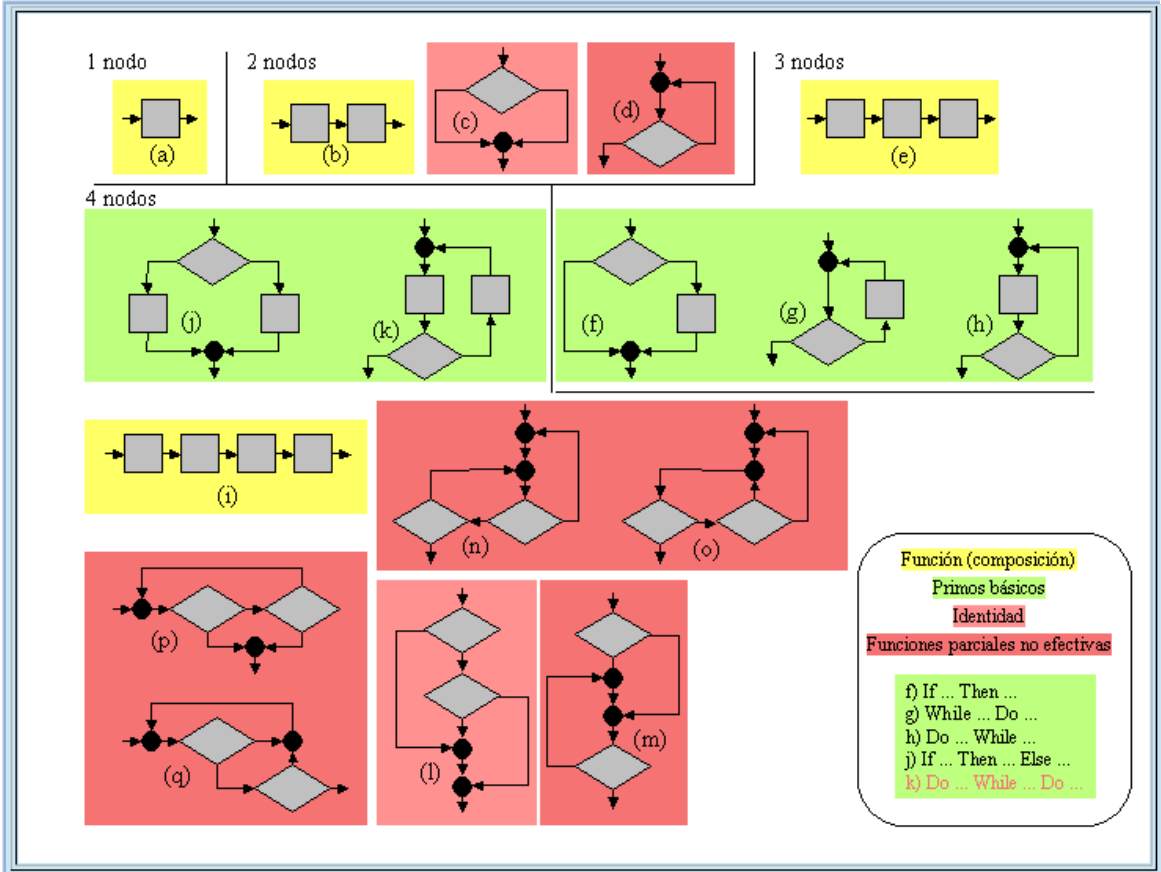 1 nodo
2 nodos
3 nodos
(a)
(b)
(c)
(d)
(e)
4 nodos
(j)
(k)
(f)
(g)
(h)
(i)
(n)
(o)
(p)
(q)
(l)
(m)
Función (composición)
Primos básicos
Identidad
Funciones parciales no efectivas
f) If ... Then ...
g) While ... Do ...
h) Do ... While ...
j) If ... Then ... Else ...
k) Do ... While ... Do ...